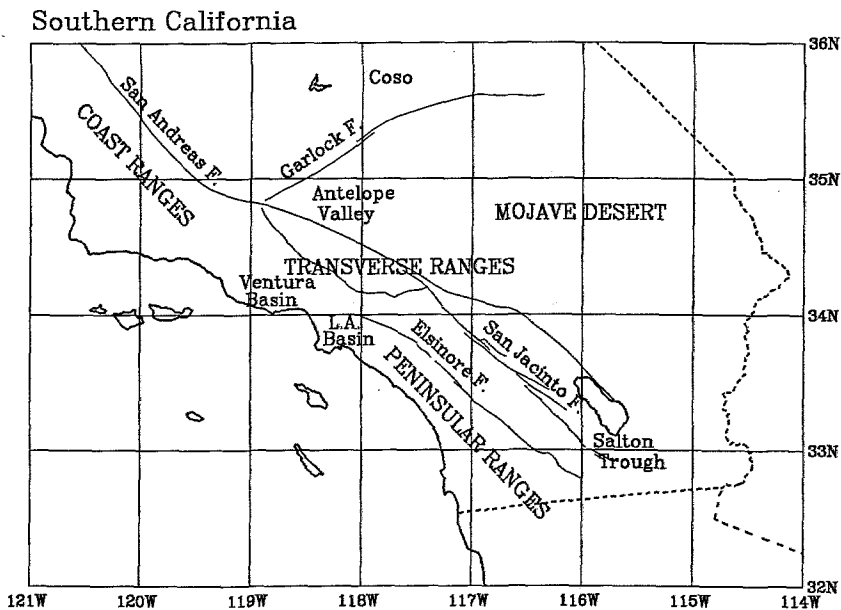 Southern California
36N
San Andreas F.
Coso
COAST RANGES
Garlock F.
35N
Antelope
Valley
MOJAVE DESERT
TRANSVERSE RANGES
Ventura
Basin
34N
L.A.
Basin
Elsinore F.
San Jacinto F.
PENINSULAR RANGES
Salton
Trough
33N
32N
121W
120W
119W
118W
117W
116W
115W
114W